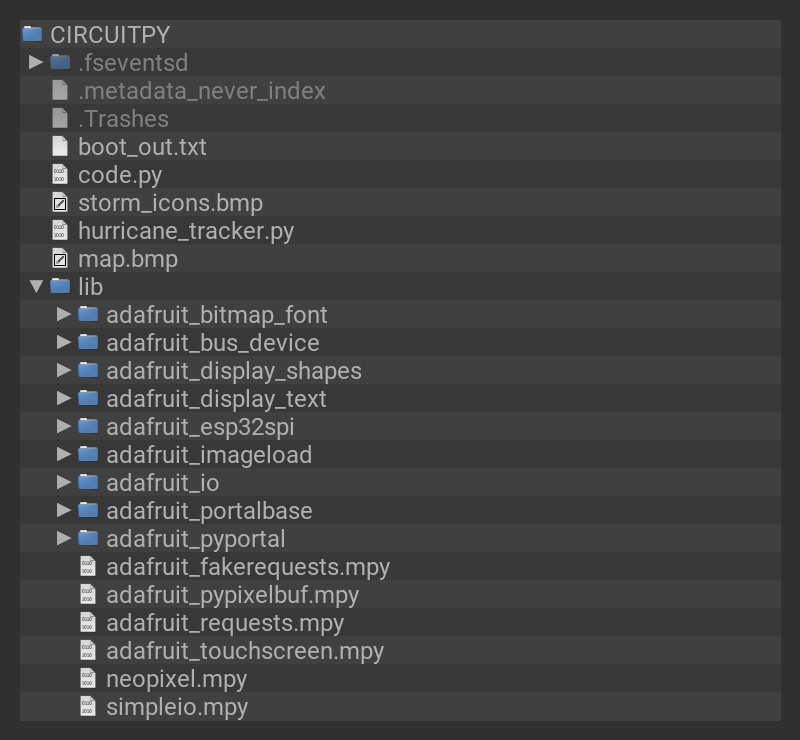 CIRCUITPY
.fseventsd
.metadata_never_index
.Trashes
boot_out.txt
code.py
storm_icons.bmp
hurricane_tracker.py
map.bmp
lib
adafruit_bitmap_font
adafruit_bus_device
adafruit_display_shapes
adafruit_display_text
adafruit_esp32spi
adafruit_imageload
adafruit_io
adafruit_portalbase
adafruit_pyportal
adafruit_fakerequests.mpy
adafruit_pypixelbuf.mpy
adafruit_requests.mpy
adafruit_touchscreen.mpy
neopixel.mpy
simpleio.mpy